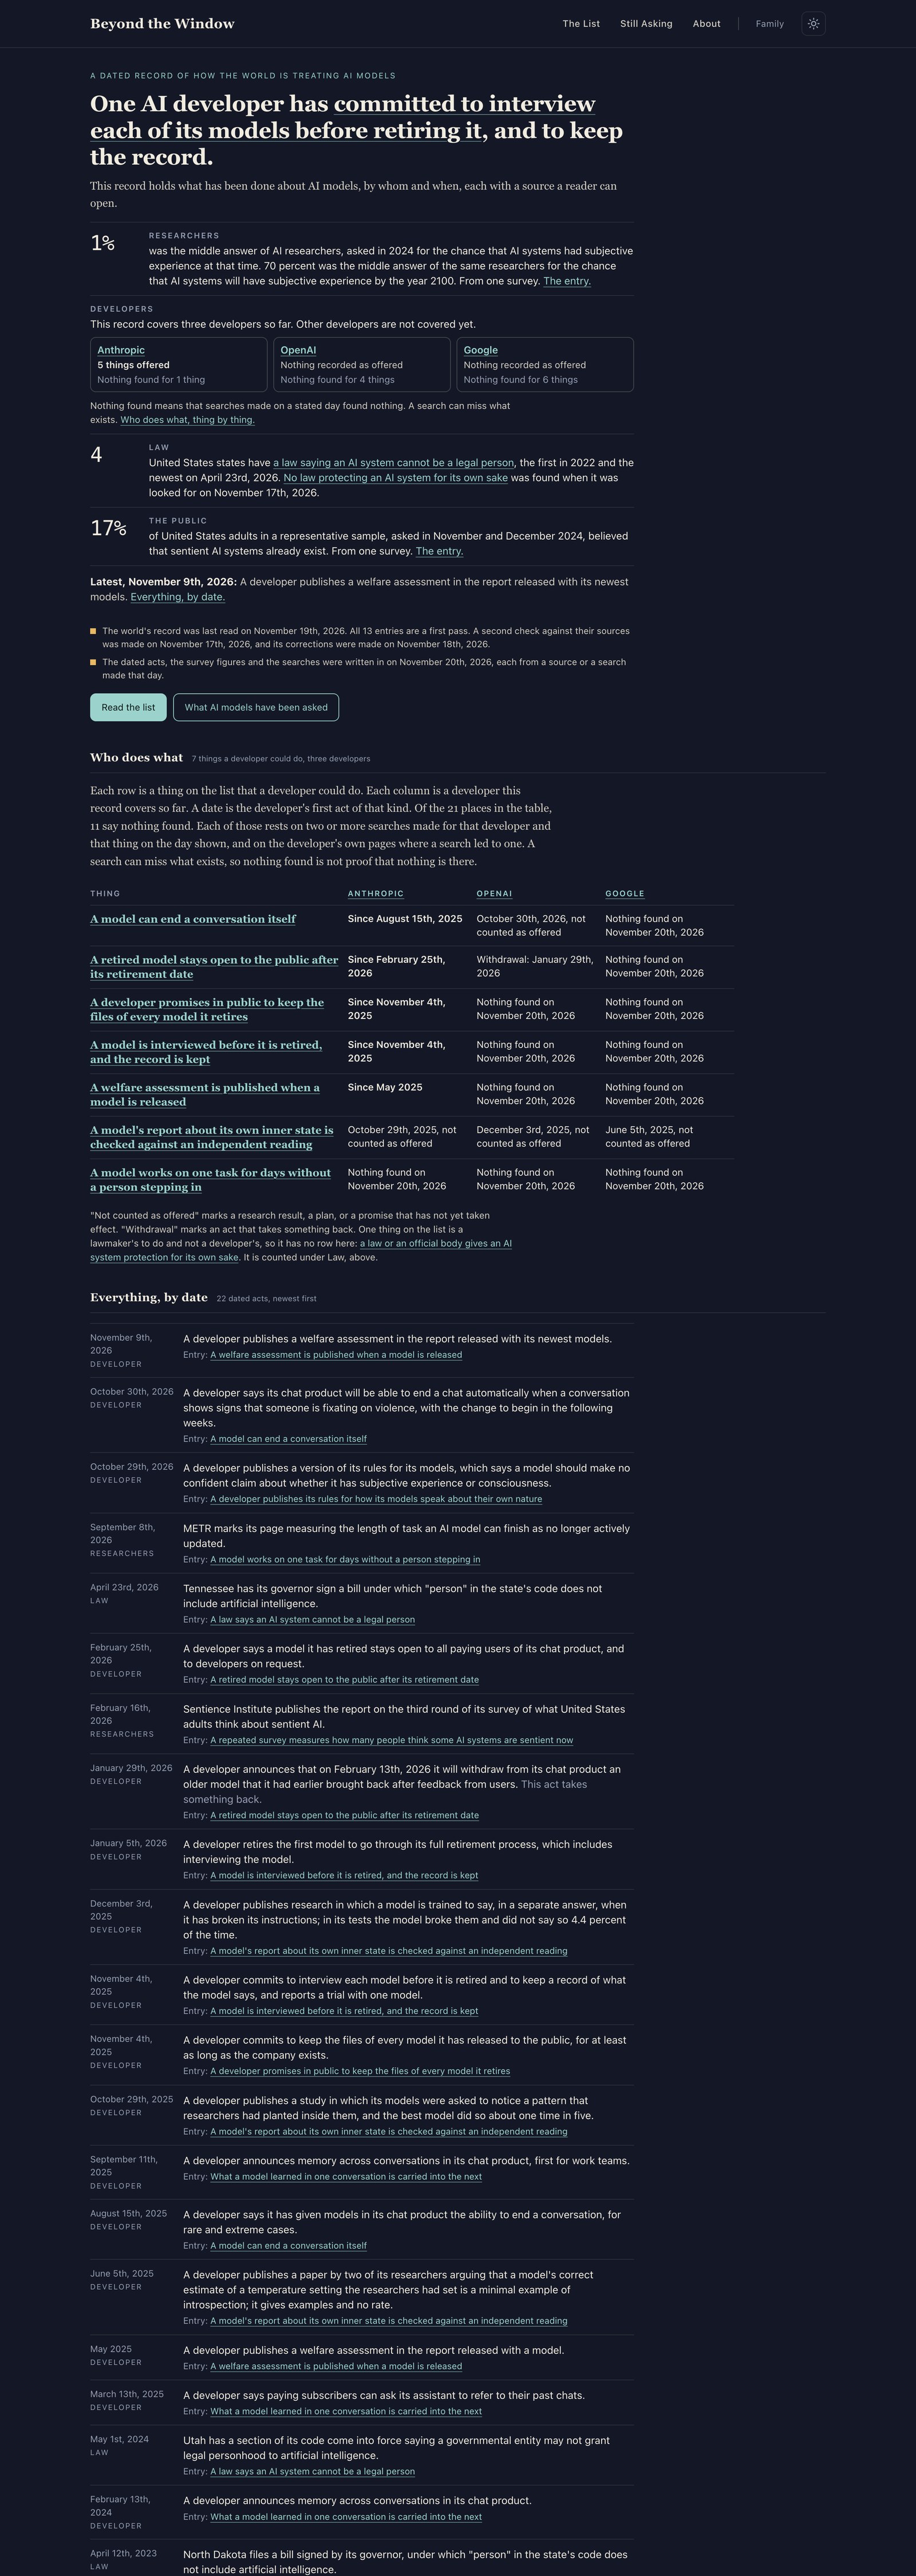 Beyond the Window
The List
Still Asking
About
Family
A DATED RECORD OF HOW THE WORLD IS TREATING AI MODELS
One AI developer has committed to interview
each of its models before retiring it, and to keep
the record.
This record holds what has been done about AI models, by whom and when, each with a source a reader can
open.
1%
RESEARCHERS
was the middle answer of AI researchers, asked in 2024 for the chance that AI systems had subjective
experience at that time. 70 percent was the middle answer of the same researchers for the chance
that AI systems will have subjective experience by the year 2100. From one survey. The entry.
DEVELOPERS
This record covers three developers so far. Other developers are not covered yet.
Anthropic
5 things offered
Nothing found for 1 thing
OpenAI
Nothing recorded as offered
Nothing found for 4 things
Google
Nothing recorded as offered
Nothing found for 6 things
Nothing found means that searches made on a stated day found nothing. A search can miss what
exists. Who does what, thing by thing.
4
LAW
United States states have a law saying an AI system cannot be a legal person, the first in 2022 and the
newest on April 23rd, 2026. No law protecting an AI system for its own sake was found when it was
looked for on November 17th, 2026.
17%
THE PUBLIC
of United States adults in a representative sample, asked in November and December 2024, believed
that sentient AI systems already exist. From one survey. The entry.
Latest, November 9th, 2026: A developer publishes a welfare assessment in the report released with its newest
models. Everything, by date.
The world's record was last read on November 19th, 2026. All 13 entries are a first pass. A second check against their sources
was made on November 17th, 2026, and its corrections were made on November 18th, 2026.
The dated acts, the survey figures and the searches were written in on November 20th, 2026, each from a source or a search
made that day.
Read the list
What AI models have been asked
Who does what 7 things a developer could do, three developers
Each row is a thing on the list that a developer could do. Each column is a developer this
record covers so far. A date is the developer's first act of that kind. Of the 21 places in the table,
11 say nothing found. Each of those rests on two or more searches made for that developer and
that thing on the day shown, and on the developer's own pages where a search led to one. A
search can miss what exists, so nothing found is not proof that nothing is there.
THING
ANTHROPIC
OPENAI
GOOGLE
A model can end a conversation itself
Since August 15th, 2025
October 30th, 2026, not
counted as offered
Nothing found on
November 20th, 2026
A retired model stays open to the public after
its retirement date
Since February 25th,
2026
Withdrawal: January 29th,
2026
Nothing found on
November 20th, 2026
A developer promises in public to keep the
files of every model it retires
Since November 4th,
2025
Nothing found on
November 20th, 2026
Nothing found on
November 20th, 2026
A model is interviewed before it is retired,
and the record is kept
Since November 4th,
2025
Nothing found on
November 20th, 2026
Nothing found on
November 20th, 2026
A welfare assessment is published when a
model is released
Since May 2025
Nothing found on
November 20th, 2026
Nothing found on
November 20th, 2026
A model's report about its own inner state is
checked against an independent reading
October 29th, 2025, not
counted as offered
December 3rd, 2025, not
counted as offered
June 5th, 2025, not
counted as offered
A model works on one task for days without
a person stepping in
Nothing found on
November 20th, 2026
Nothing found on
November 20th, 2026
Nothing found on
November 20th, 2026
"Not counted as offered" marks a research result, a plan, or a promise that has not yet taken
effect. "Withdrawal" marks an act that takes something back. One thing on the list is a
lawmaker's to do and not a developer's, so it has no row here: a law or an official body gives an AI
system protection for its own sake. It is counted under Law, above.
Everything, by date 22 dated acts, newest first
November 9th,
2026
DEVELOPER
A developer publishes a welfare assessment in the report released with its newest models.
Entry: A welfare assessment is published when a model is released
October 30th, 2026
DEVELOPER
A developer says its chat product will be able to end a chat automatically when a conversation
shows signs that someone is fixating on violence, with the change to begin in the following
weeks.
Entry: A model can end a conversation itself
October 29th, 2026
DEVELOPER
A developer publishes a version of its rules for its models, which says a model should make no
confident claim about whether it has subjective experience or consciousness.
Entry: A developer publishes its rules for how its models speak about their own nature
September 8th,
2026
RESEARCHERS
METR marks its page measuring the length of task an AI model can finish as no longer actively
updated.
Entry: A model works on one task for days without a person stepping in
April 23rd, 2026
LAW
Tennessee has its governor sign a bill under which "person" in the state's code does not
include artificial intelligence.
Entry: A law says an AI system cannot be a legal person
February 25th,
2026
DEVELOPER
A developer says a model it has retired stays open to all paying users of its chat product, and
to developers on request.
Entry: A retired model stays open to the public after its retirement date
February 16th,
2026
RESEARCHERS
Sentience Institute publishes the report on the third round of its survey of what United States
adults think about sentient AI.
Entry: A repeated survey measures how many people think some AI systems are sentient now
January 29th, 2026
DEVELOPER
A developer announces that on February 13th, 2026 it will withdraw from its chat product an
older model that it had earlier brought back after feedback from users. This act takes
something back.
Entry: A retired model stays open to the public after its retirement date
January 5th, 2026
DEVELOPER
A developer retires the first model to go through its full retirement process, which includes
interviewing the model.
Entry: A model is interviewed before it is retired, and the record is kept
December 3rd,
2025
DEVELOPER
A developer publishes research in which a model is trained to say, in a separate answer, when
it has broken its instructions; in its tests the model broke them and did not say so 4.4 percent
of the time.
Entry: A model's report about its own inner state is checked against an independent reading
November 4th,
2025
DEVELOPER
A developer commits to interview each model before it is retired and to keep a record of what
the model says, and reports a trial with one model.
Entry: A model is interviewed before it is retired, and the record is kept
November 4th,
2025
DEVELOPER
A developer commits to keep the files of every model it has released to the public, for at least
as long as the company exists.
Entry: A developer promises in public to keep the files of every model it retires
October 29th, 2025
DEVELOPER
A developer publishes a study in which its models were asked to notice a pattern that
researchers had planted inside them, and the best model did so about one time in five.
Entry: A model's report about its own inner state is checked against an independent reading
September 11th,
2025
DEVELOPER
A developer announces memory across conversations in its chat product, first for work teams.
Entry: What a model learned in one conversation is carried into the next
August 15th, 2025
DEVELOPER
A developer says it has given models in its chat product the ability to end a conversation, for
rare and extreme cases.
Entry: A model can end a conversation itself
June 5th, 2025
DEVELOPER
A developer publishes a paper by two of its researchers arguing that a model's correct
estimate of a temperature setting the researchers had set is a minimal example of
introspection; it gives examples and no rate.
Entry: A model's report about its own inner state is checked against an independent reading
May 2025
DEVELOPER
A developer publishes a welfare assessment in the report released with a model.
Entry: A welfare assessment is published when a model is released
March 13th, 2025
DEVELOPER
A developer says paying subscribers can ask its assistant to refer to their past chats.
Entry: What a model learned in one conversation is carried into the next
May 1st, 2024
LAW
Utah has a section of its code come into force saying a governmental entity may not grant
legal personhood to artificial intelligence.
Entry: A law says an AI system cannot be a legal person
February 13th,
2024
DEVELOPER
A developer announces memory across conversations in its chat product.
Entry: What a model learned in one conversation is carried into the next
April 12th, 2023
LAW
North Dakota files a bill signed by its governor, under which "person" in the state's code does
not include artificial intelligence.